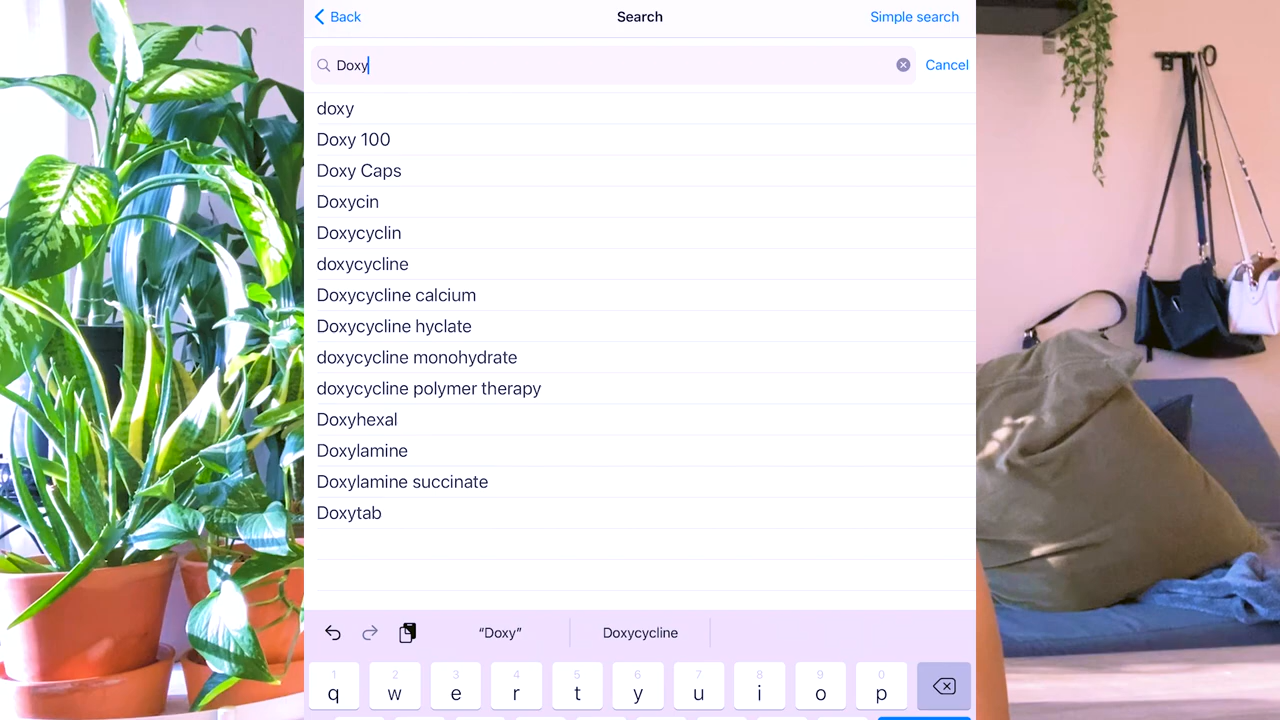 Back Search Simple search
Doxy Cancel
doxy
Doxy 100
Doxy Caps
Doxycin
Doxycyclin
doxycycline
Doxycycline calcium
Doxycycline hyclate
doxycycline monohydrate
doxycycline polymer therapy
Doxyhexal
Doxylamine
Doxylamine succinate
Doxytab
“Doxy” Doxycycline
1 2 3 4 5 6 7 8 9 0
q w e r t y u i o p